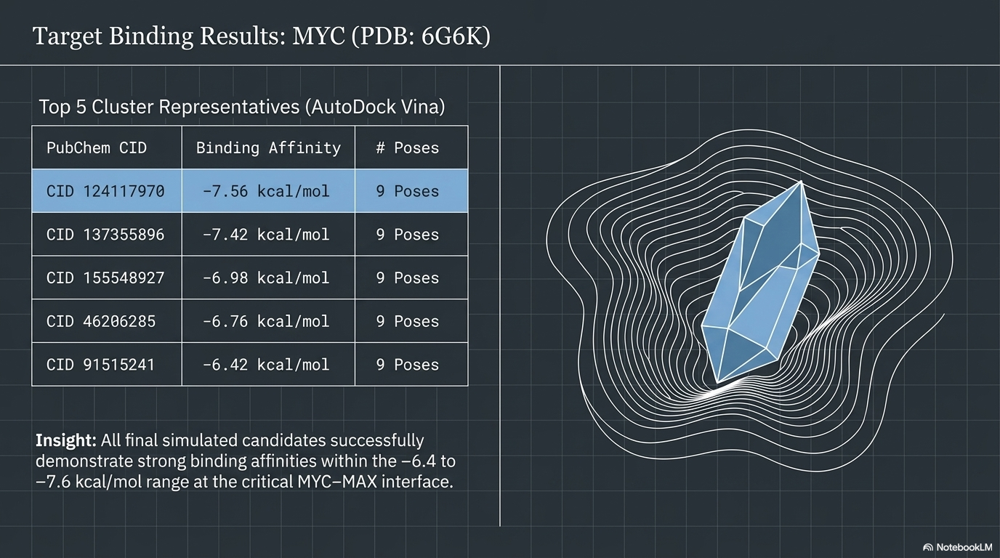 Target Binding Results: MYC (PDB: 6G6K)
Top 5 Cluster Representatives (AutoDock Vina)
PubChem CID Binding Affinity # Poses
CID 124117970 −7.56 kcal/mol 9 Poses
CID 137355896 −7.42 kcal/mol 9 Poses
CID 155548927 −6.98 kcal/mol 9 Poses
CID 46206285 −6.76 kcal/mol 9 Poses
CID 91515241 −6.42 kcal/mol 9 Poses
Insight: All final simulated candidates successfully
demonstrate strong binding affinities within the −6.4 to
−7.6 kcal/mol range at the critical MYC–MAX interface.
NotebookLM